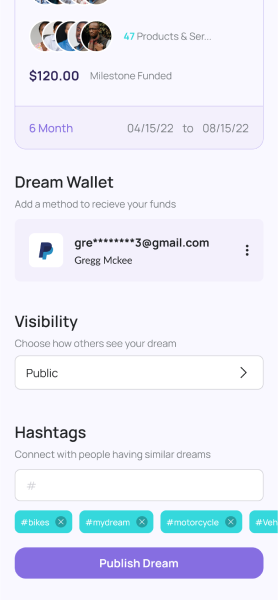 47 Products & Ser...
$120.00 Milestone Funded
6 Month 04/15/22 to 08/15/22
Dream Wallet
Add a method to recieve your funds
gre********3@gmail.com
Gregg Mckee
Visibility
Choose how others see your dream
Public
Hashtags
Connect with people having similar dreams
#
#bikes #mydream #motorcycle #Veh
Publish Dream